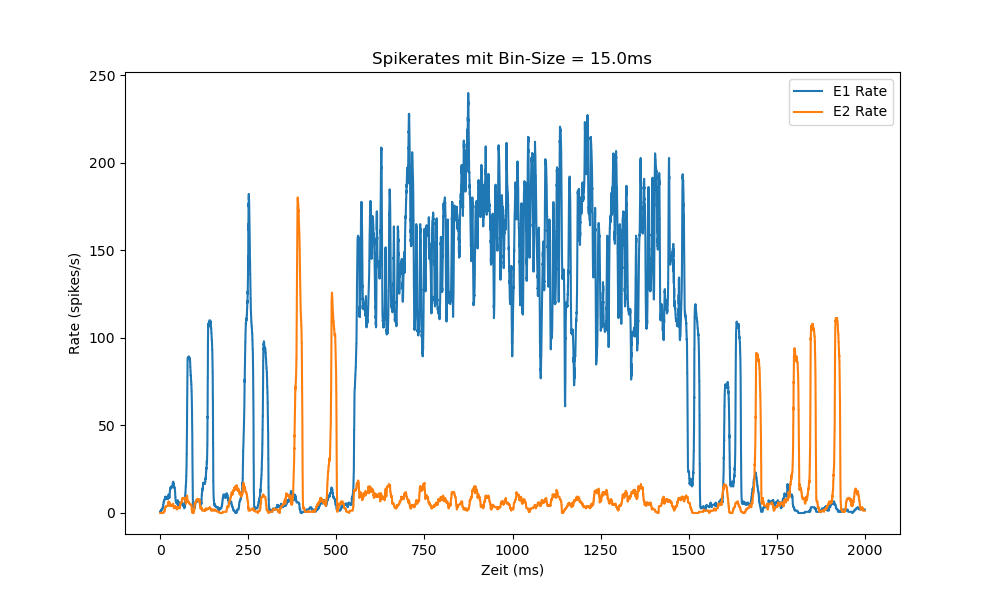 Spikerates mit Bin-Size = 15.0ms
250
200
150
100
50
0
Rate (spikes/s)
E1 Rate
E2 Rate
0 250 500 750 1000 1250 1500 1750 2000
Zeit (ms)